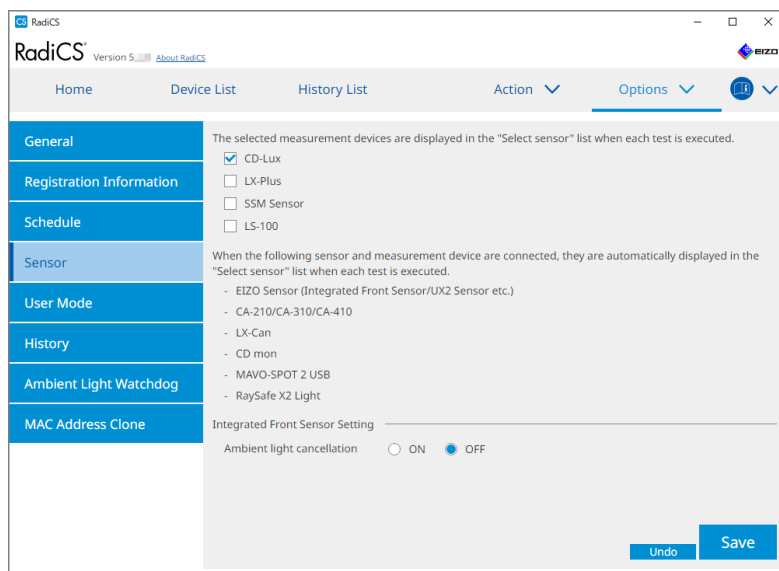 CS RadiCS
RadiCS® Version 5 About RadiCS
EIZO
Home Device List History List Action Options
General
Registration Information
Schedule
Sensor
User Mode
History
Ambient Light Watchdog
MAC Address Clone
The selected measurement devices are displayed in the "Select sensor" list when each test is executed.
CD-Lux
LX-Plus
SSM Sensor
LS-100
When the following sensor and measurement device are connected, they are automatically displayed in the
"Select sensor" list when each test is executed.
- EIZO Sensor (Integrated Front Sensor/UX2 Sensor etc.)
- CA-210/CA-310/CA-410
- LX-Can
- CD mon
- MAVO-SPOT 2 USB
- RaySafe X2 Light
Integrated Front Sensor Setting
Ambient light cancellation ON OFF
Undo
Save